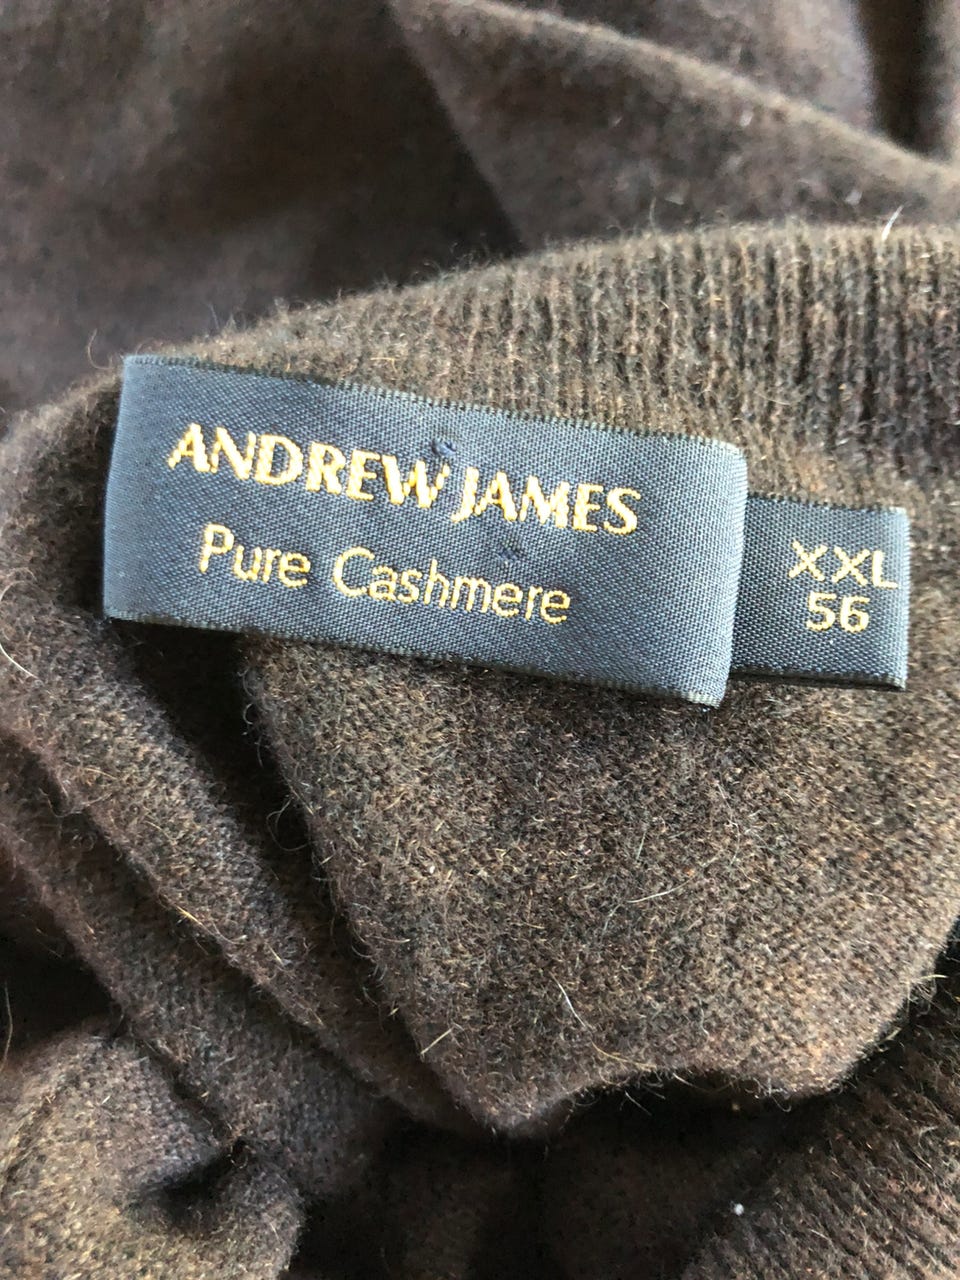 ANDREW JAMES
Pure Cashmere
XXL
56